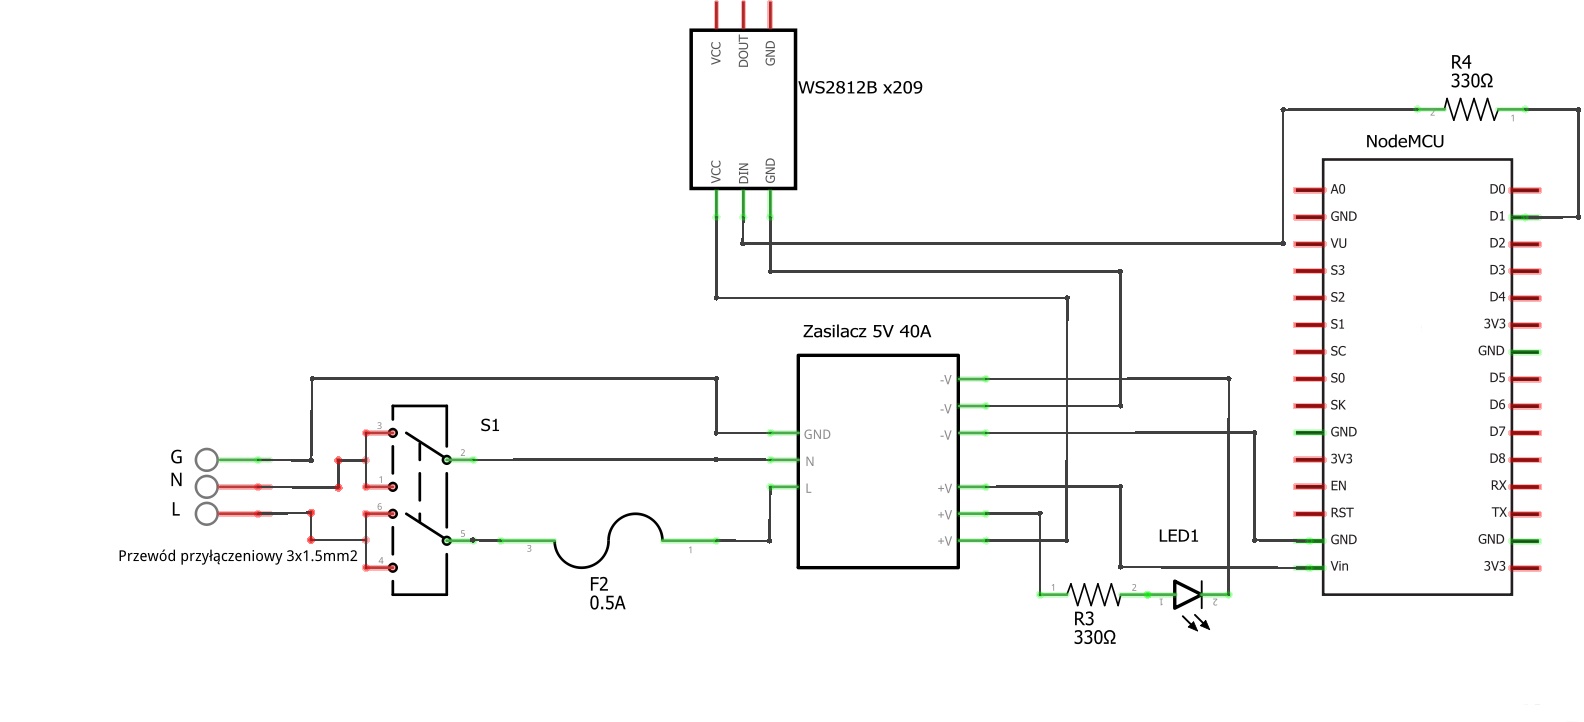 VCC DOUT GND
WS2812B x209
VCC DIN GND
R4
330Ω
2 1
NodeMCU
A0 D0
GND D1
VU D2
S3 D3
S2 D4
S1 3V3
SC GND
S0 D5
SK D6
GND D7
3V3 D8
EN RX
RST TX
GND GND
Vin 3V3
Zasilacz 5V 40A
-V
-V
GND -V
N
L +V
+V
+V
S1
3
2
1
6
5
4
G
N
L
Przewód przyłączeniowy 3x1.5mm2
3 1
F2
0.5A
LED1
1 2 1 2
R3
330Ω